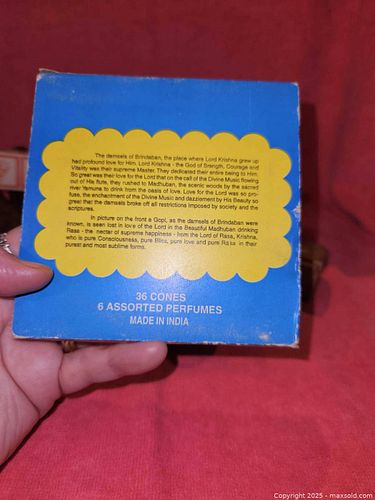 The damsels of Brindaban, the place where Lord Krishna grew up
had profound love for Him. Lord Krishna - the God of Strength, Courage and
Vitality was their supreme Master. They dedicated their entire being to Him.
So great was their love for the Lord that on the call of the Divine Music flowing
out of His flute, they rushed to Madhuban, the scenic woods by the sacred
river Yamuna to drink from the oasis of love. Love for the Lord was so pro-
fuse, the enchantment of the Divine Music and dazzlement by His Beauty so
great that the damsels broke off all restrictions imposed by society and the
scriptures.
In picture on the front a Gopi, as the damsels of Brindaban were
known, is seen lost in love of the Lord in the Beautiful Madhuban drinking
Rasa - the nectar of supreme happiness - from the Lord of Rasa, Krishna,
who is pure Consciousness, pure Bliss, pure love and pure Rasa in their
purest and most sublime forms.
36 CONES
6 ASSORTED PERFUMES
MADE IN INDIA
Copyright 2025 - maxsold.com